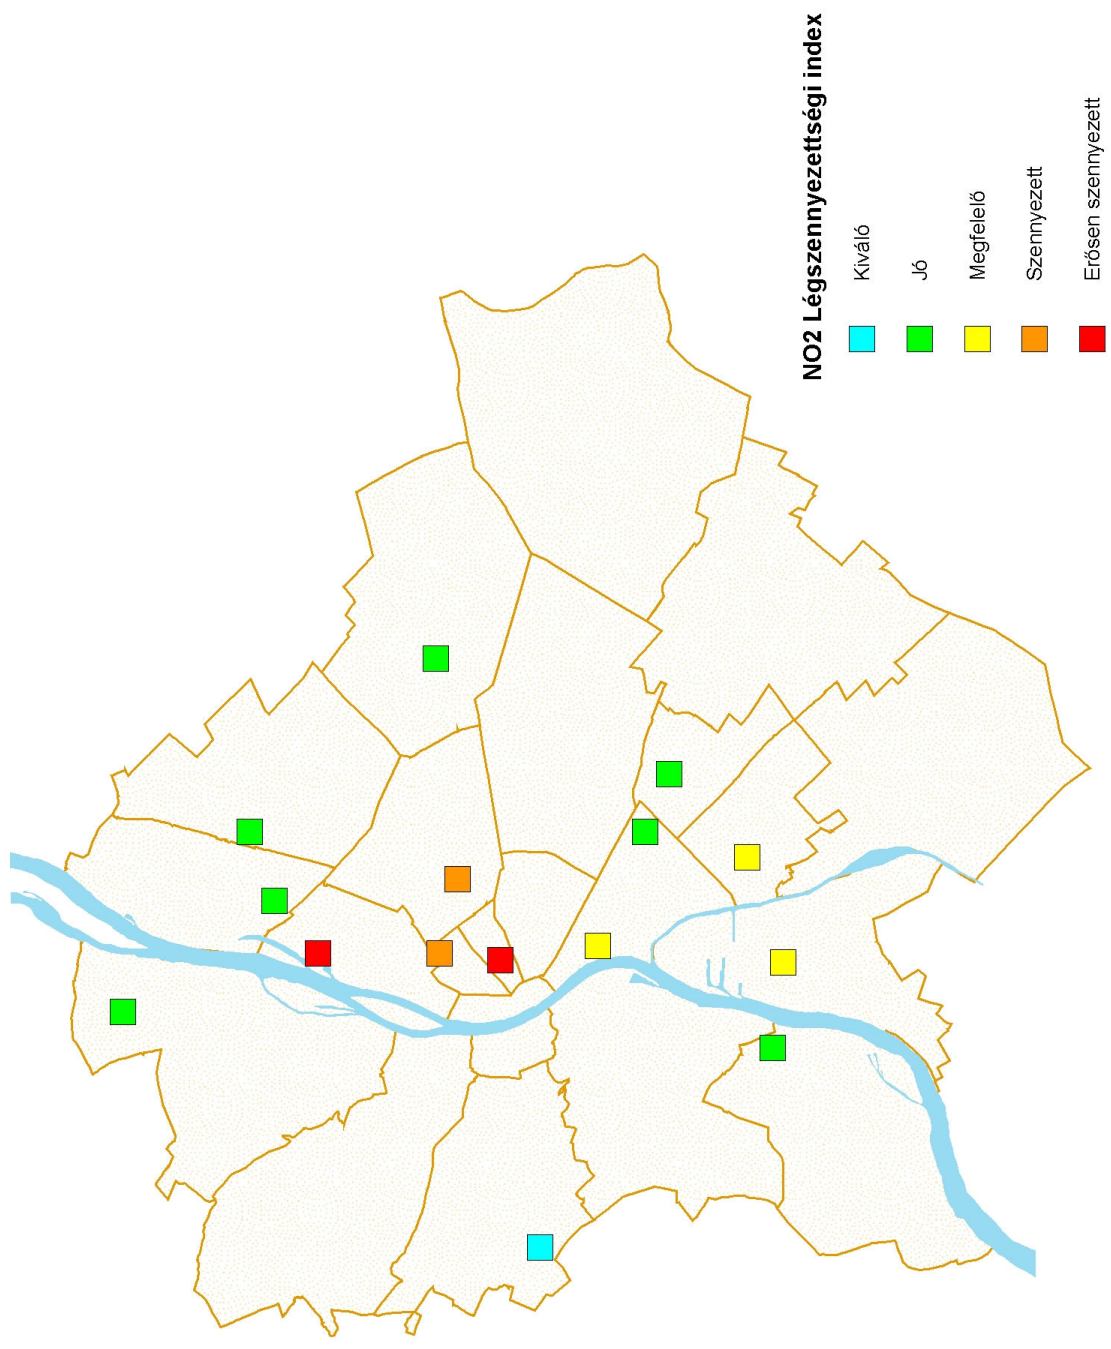 NO2 Légszennyezettségi index
Kiváló
Jó
Megfelelő
Szennyezett
Erősen szennyezett